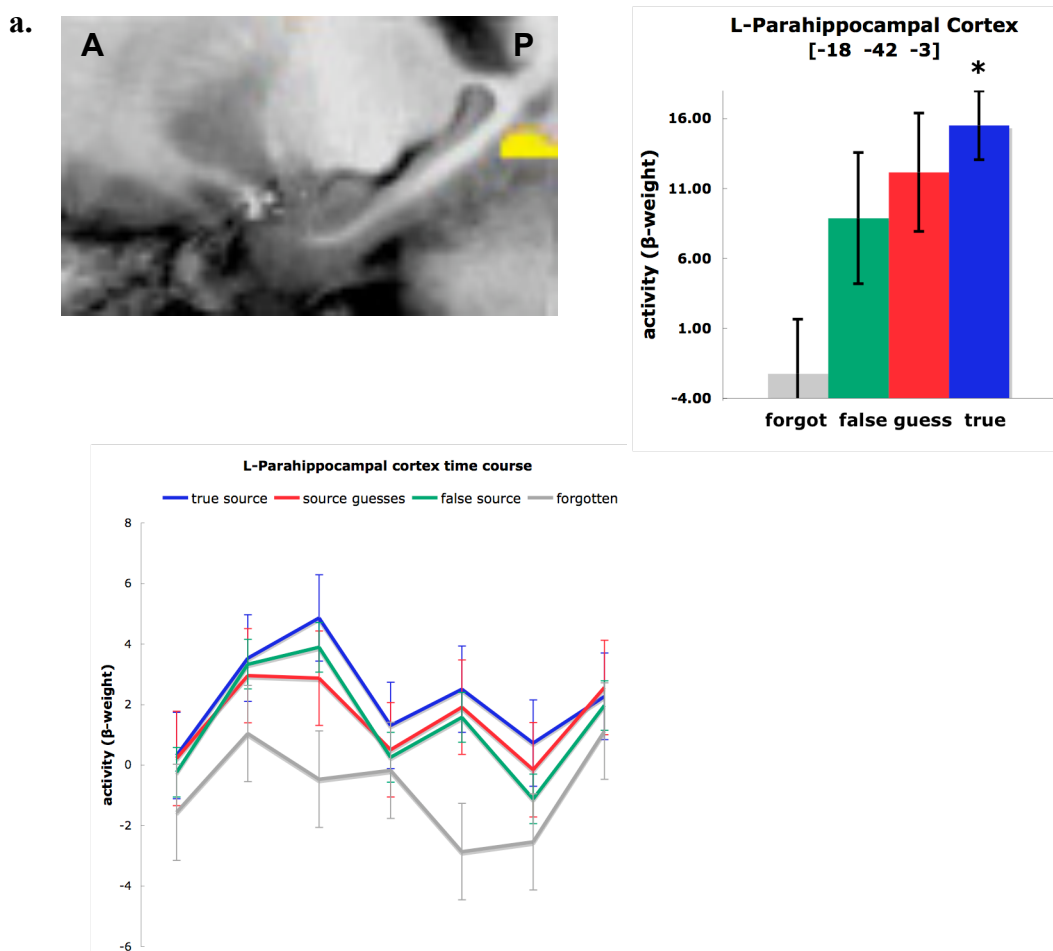 a.
A P
L-Parahippocampal Cortex
[-18 -42 -3]
*
activity (β-weight)
16.00
11.00
6.00
1.00
-4.00
forgot false guess true
L-Parahippocampal cortex time course
true source source guesses false source forgotten
activity (β-weight)
8
6
4
2
0
-2
-4
-6